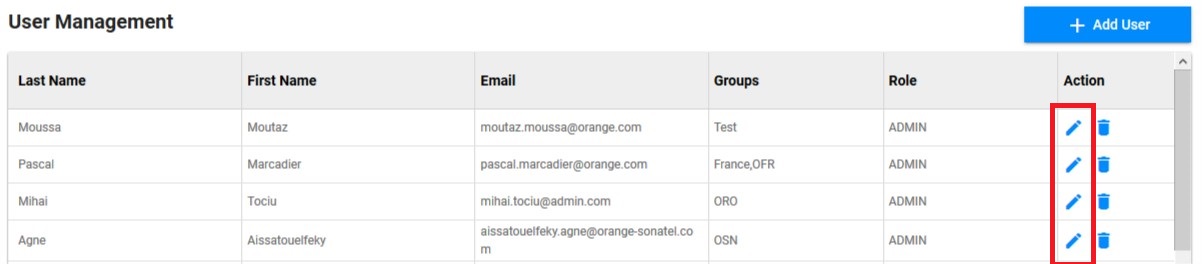 User Management
+ Add User
Last Name First Name Email Groups Role Action
Moussa Moutaz moutaz.moussa@orange.com Test ADMIN
Pascal Marcadier pascal.marcadier@orange.com France,OFR ADMIN
Mihai Tociu mihai.tociu@admin.com ORO ADMIN
Agne Aissatouelfeky aissatouelfeky.agne@orange-sonatel.co
m OSN ADMIN